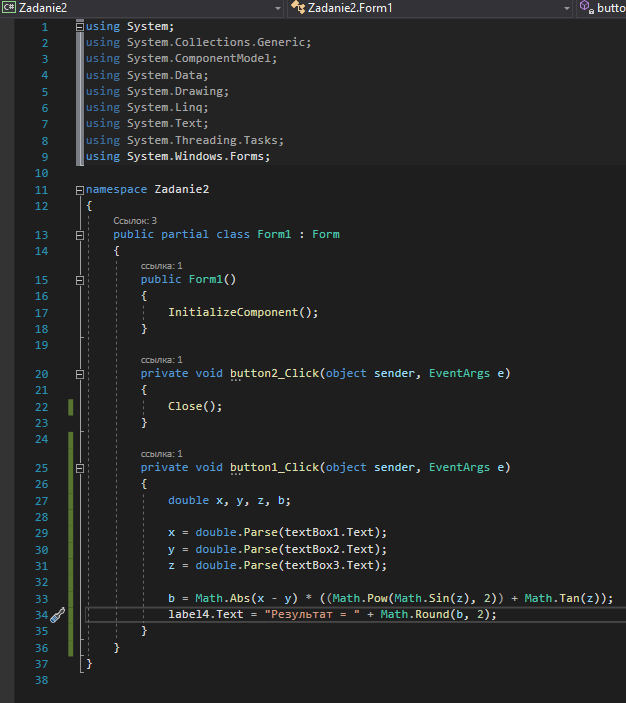 C# Zadanie2 Zadanie2.Form1 butto
1 using System;
2 using System.Collections.Generic;
3 using System.ComponentModel;
4 using System.Data;
5 using System.Drawing;
6 using System.Linq;
7 using System.Text;
8 using System.Threading.Tasks;
9 using System.Windows.Forms;
10
11 namespace Zadanie2
12 {
Ссылок: 3
13 public partial class Form1 : Form
14 {
ссылка: 1
15 public Form1()
16 {
17 InitializeComponent();
18 }
19
ссылка: 1
20 private void button2_Click(object sender, EventArgs e)
21 {
22 Close();
23 }
24
ссылка: 1
25 private void button1_Click(object sender, EventArgs e)
26 {
27 double x, y, z, b;
28
29 x = double.Parse(textBox1.Text);
30 y = double.Parse(textBox2.Text);
31 z = double.Parse(textBox3.Text);
32
33 b = Math.Abs(x - y) * ((Math.Pow(Math.Sin(z), 2)) + Math.Tan(z));
34 label4.Text = "Результат = " + Math.Round(b, 2);
35 }
36 }
37 }
38